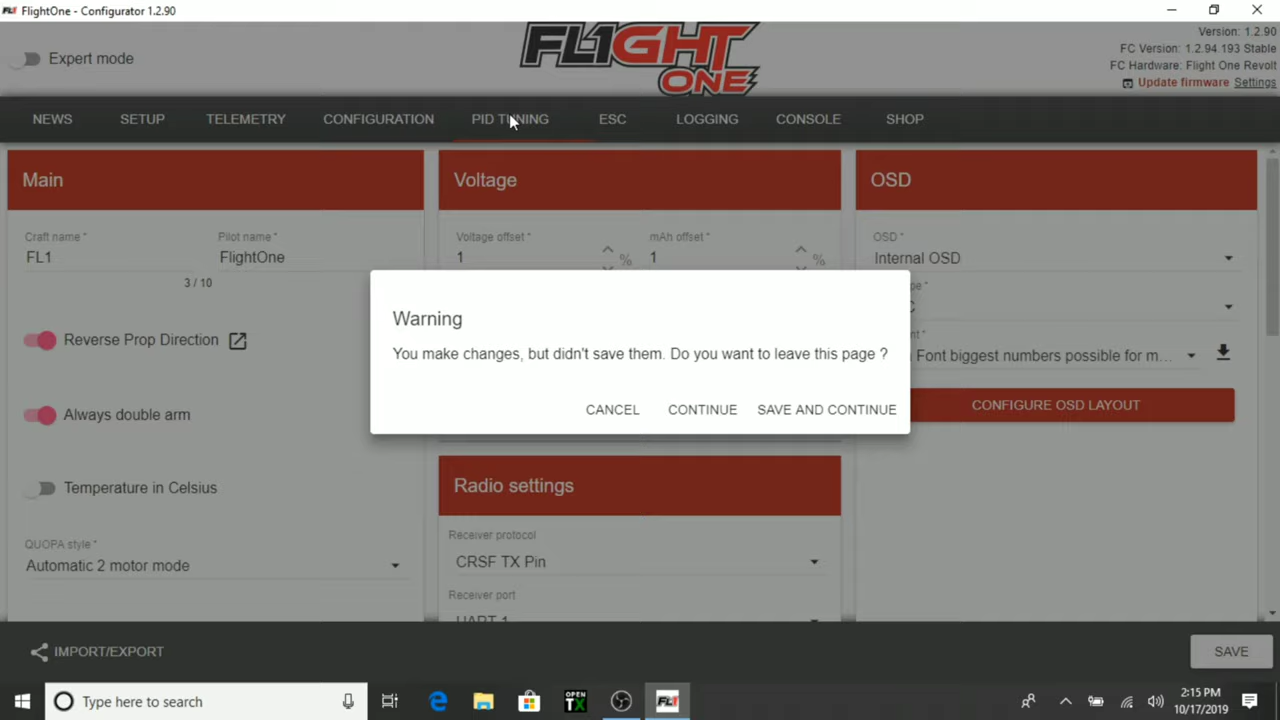 FlightOne - Configurator 1.2.90
Expert mode
FL1GHT
ONE
Version: 1.2.90
FC Version: 1.2.94.193 Stable
FC Hardware: Flight One Revolt
Update firmware Settings
NEWS SETUP TELEMETRY CONFIGURATION PID TUNING ESC LOGGING CONSOLE SHOP
Main
Voltage
OSD
Craft name *
Pilot name *
FL1
FlightOne
3 / 10
Voltage offset *
mAh offset *
1 %
1 %
OSD *
Internal OSD
Reverse Prop Direction
Always double arm
Temperature in Celsius
QUOPA style *
Automatic 2 motor mode
Warning
You make changes, but didn't save them. Do you want to leave this page ?
CANCEL CONTINUE SAVE AND CONTINUE
Font biggest numbers possible for m...
CONFIGURE OSD LAYOUT
Radio settings
Receiver protocol
CRSF TX Pin
Receiver port
UART 1
IMPORT/EXPORT
SAVE
Type here to search
OPEN
TX
FL1
2:15 PM
10/17/2019